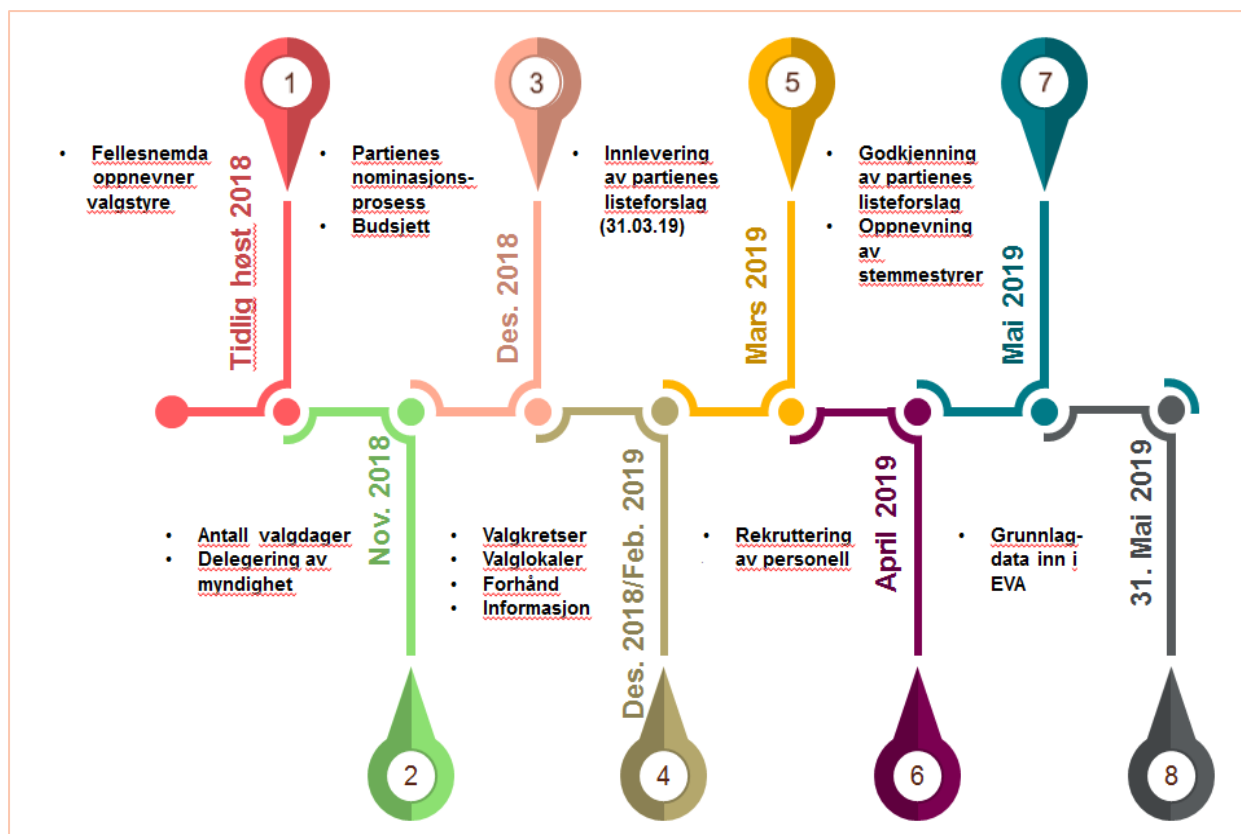 1
3
5
7
• Fellesnemda
oppnevner
valgstyre
Tidlig høst 2018
• Partienes
nominasjons-
prosess
• Budsjett
Des. 2018
• Innlevering
av partienes
listeforslag
(31.03.19)
Mars 2019
• Godkjenning
av partienes
listeforslag
• Oppnevning
av
stemmestyrer
Mai 2019
• Antall valgdager
• Delegering av
myndighet
Nov. 2018
• Valgkretser
• Valglokaler
• Forhånd
• Informasjon
Des. 2018/Feb. 2019
• Rekruttering
av personell
April 2019
• Grunnlag-
data inn i
EVA
31. Mai 2019
2
4
6
8